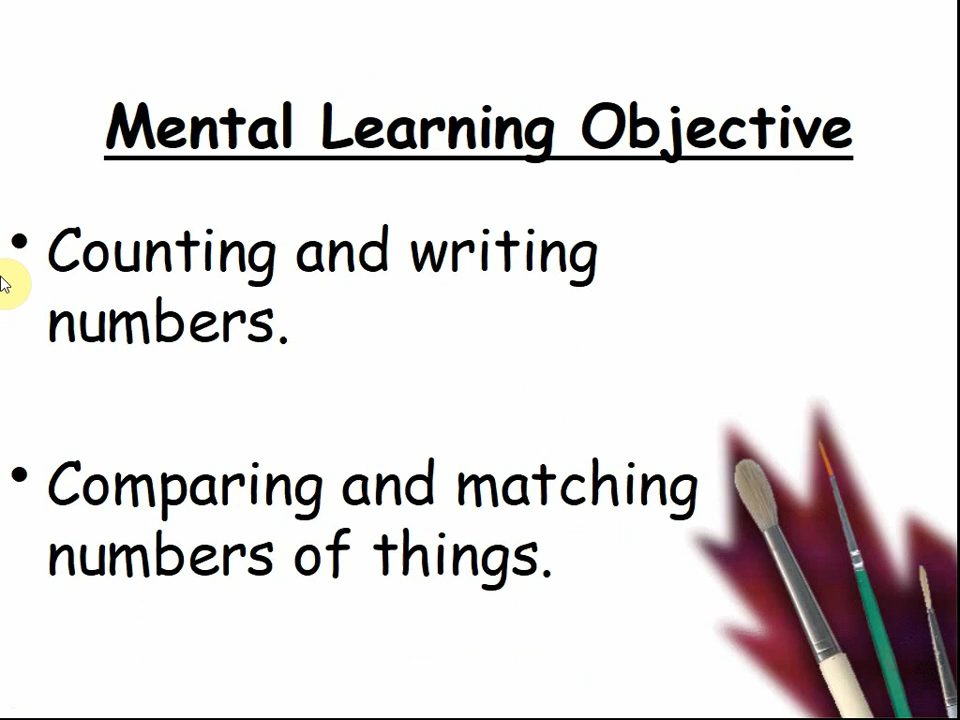 Mental Learning Objective
• Counting and writing
numbers.
• Comparing and matching
numbers of things.